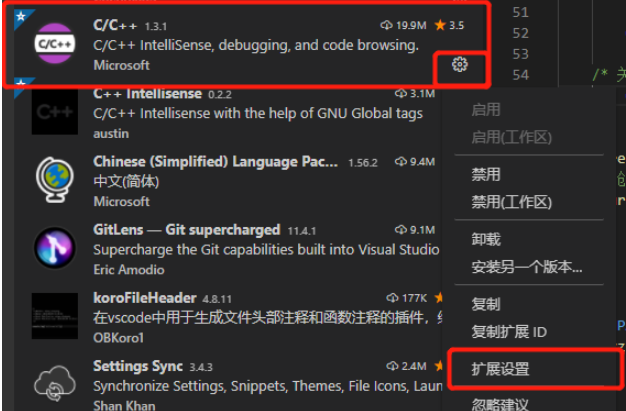 C/C++ 1.3.1 19.9M 3.5
C/C++ IntelliSense, debugging, and code browsing.
Microsoft
C/C++
C++ Intellisense 0.2.2 3.1M
C/C++ Intellisense with the help of GNU Global tags
austin
C++
Chinese (Simplified) Language Pac... 1.56.2 9.4M
中文(简体)
Microsoft
GitLens — Git supercharged 11.4.1 9.1M
Supercharge the Git capabilities built into Visual Studio
Eric Amodio
koroFileHeader 4.8.11 177K
在vscode中用于生成文件头部注释和函数注释的插件，
OBKoro1
Settings Sync 3.4.3 2.4M
Synchronize Settings, Snippets, Themes, File Icons, Laun
Shan Khan
51
52
53
54 /* 关
启用
启用(工作区)
禁用
禁用(工作区)
卸载
安装另一个版本...
复制
复制扩展 ID
扩展设置
忽略建议